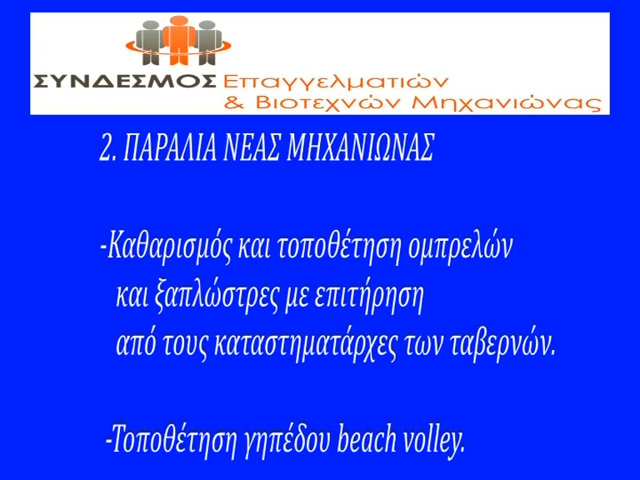 ΣΥΝΔΕΣΜΟΣ Επαγγελματιών
& Βιοτεχνών Μηχανιώνας
2. ΠΑΡΑΛΙΑ ΝΕΑΣ ΜΗΧΑΝΙΩΝΑΣ
-Καθαρισμός και τοποθέτηση ομπρελών
και ξαπλώστρες με επιτήρηση
από τους καταστηματάρχες των ταβερνών.
-Τοποθέτηση γηπέδου beach volley.